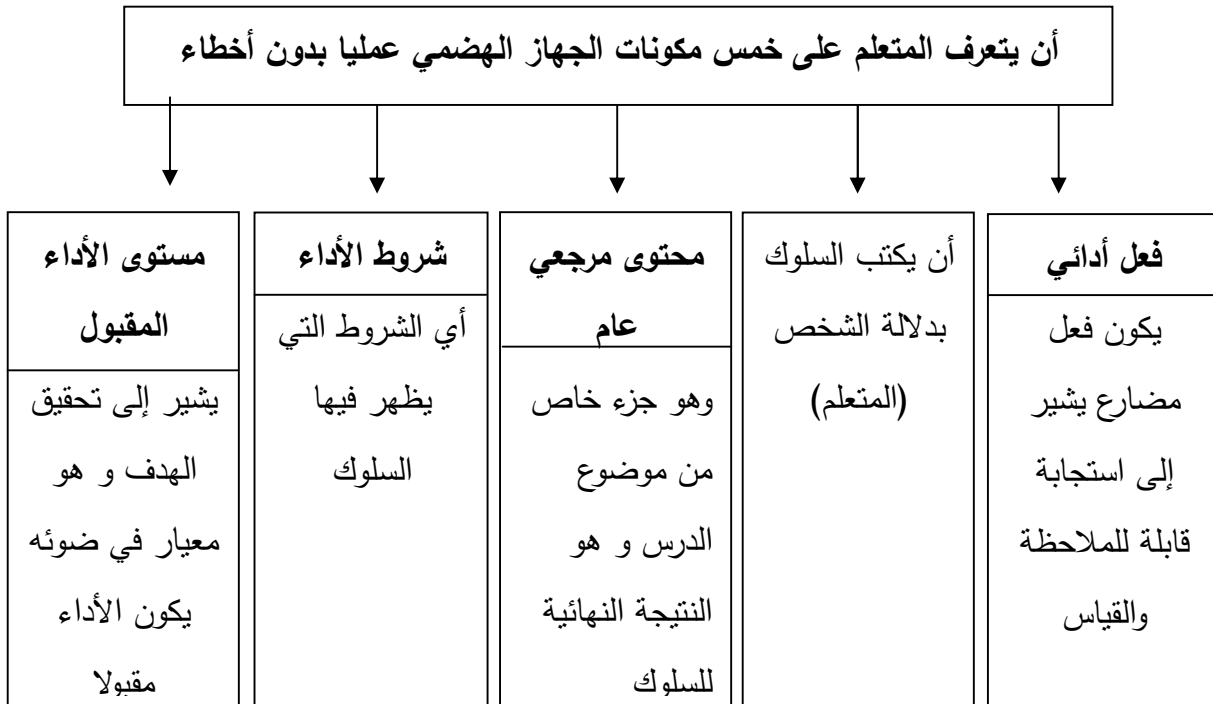 أن يتعرف المتعلم على خمس مكونات الجهاز الهضمي عمليا بدون أخطاء
فعل أدائي
يكون فعل
مضارع يشير
إلى استجابة
قابلة للملاحظة
والقياس
أن يكتب السلوك
بدلالة الشخص
(المتعلم)
محتوى مرجعي
عام
وهو جزء خاص
من موضوع
الدرس و هو
النتيجة النهائية
للسلوك
شروط الأداء
أي الشروط التي
يظهر فيها
السلوك
مستوى الأداء
المقبول
يشير إلى تحقيق
الهدف و هو
معيار في ضوئه
يكون الأداء
مقبولا